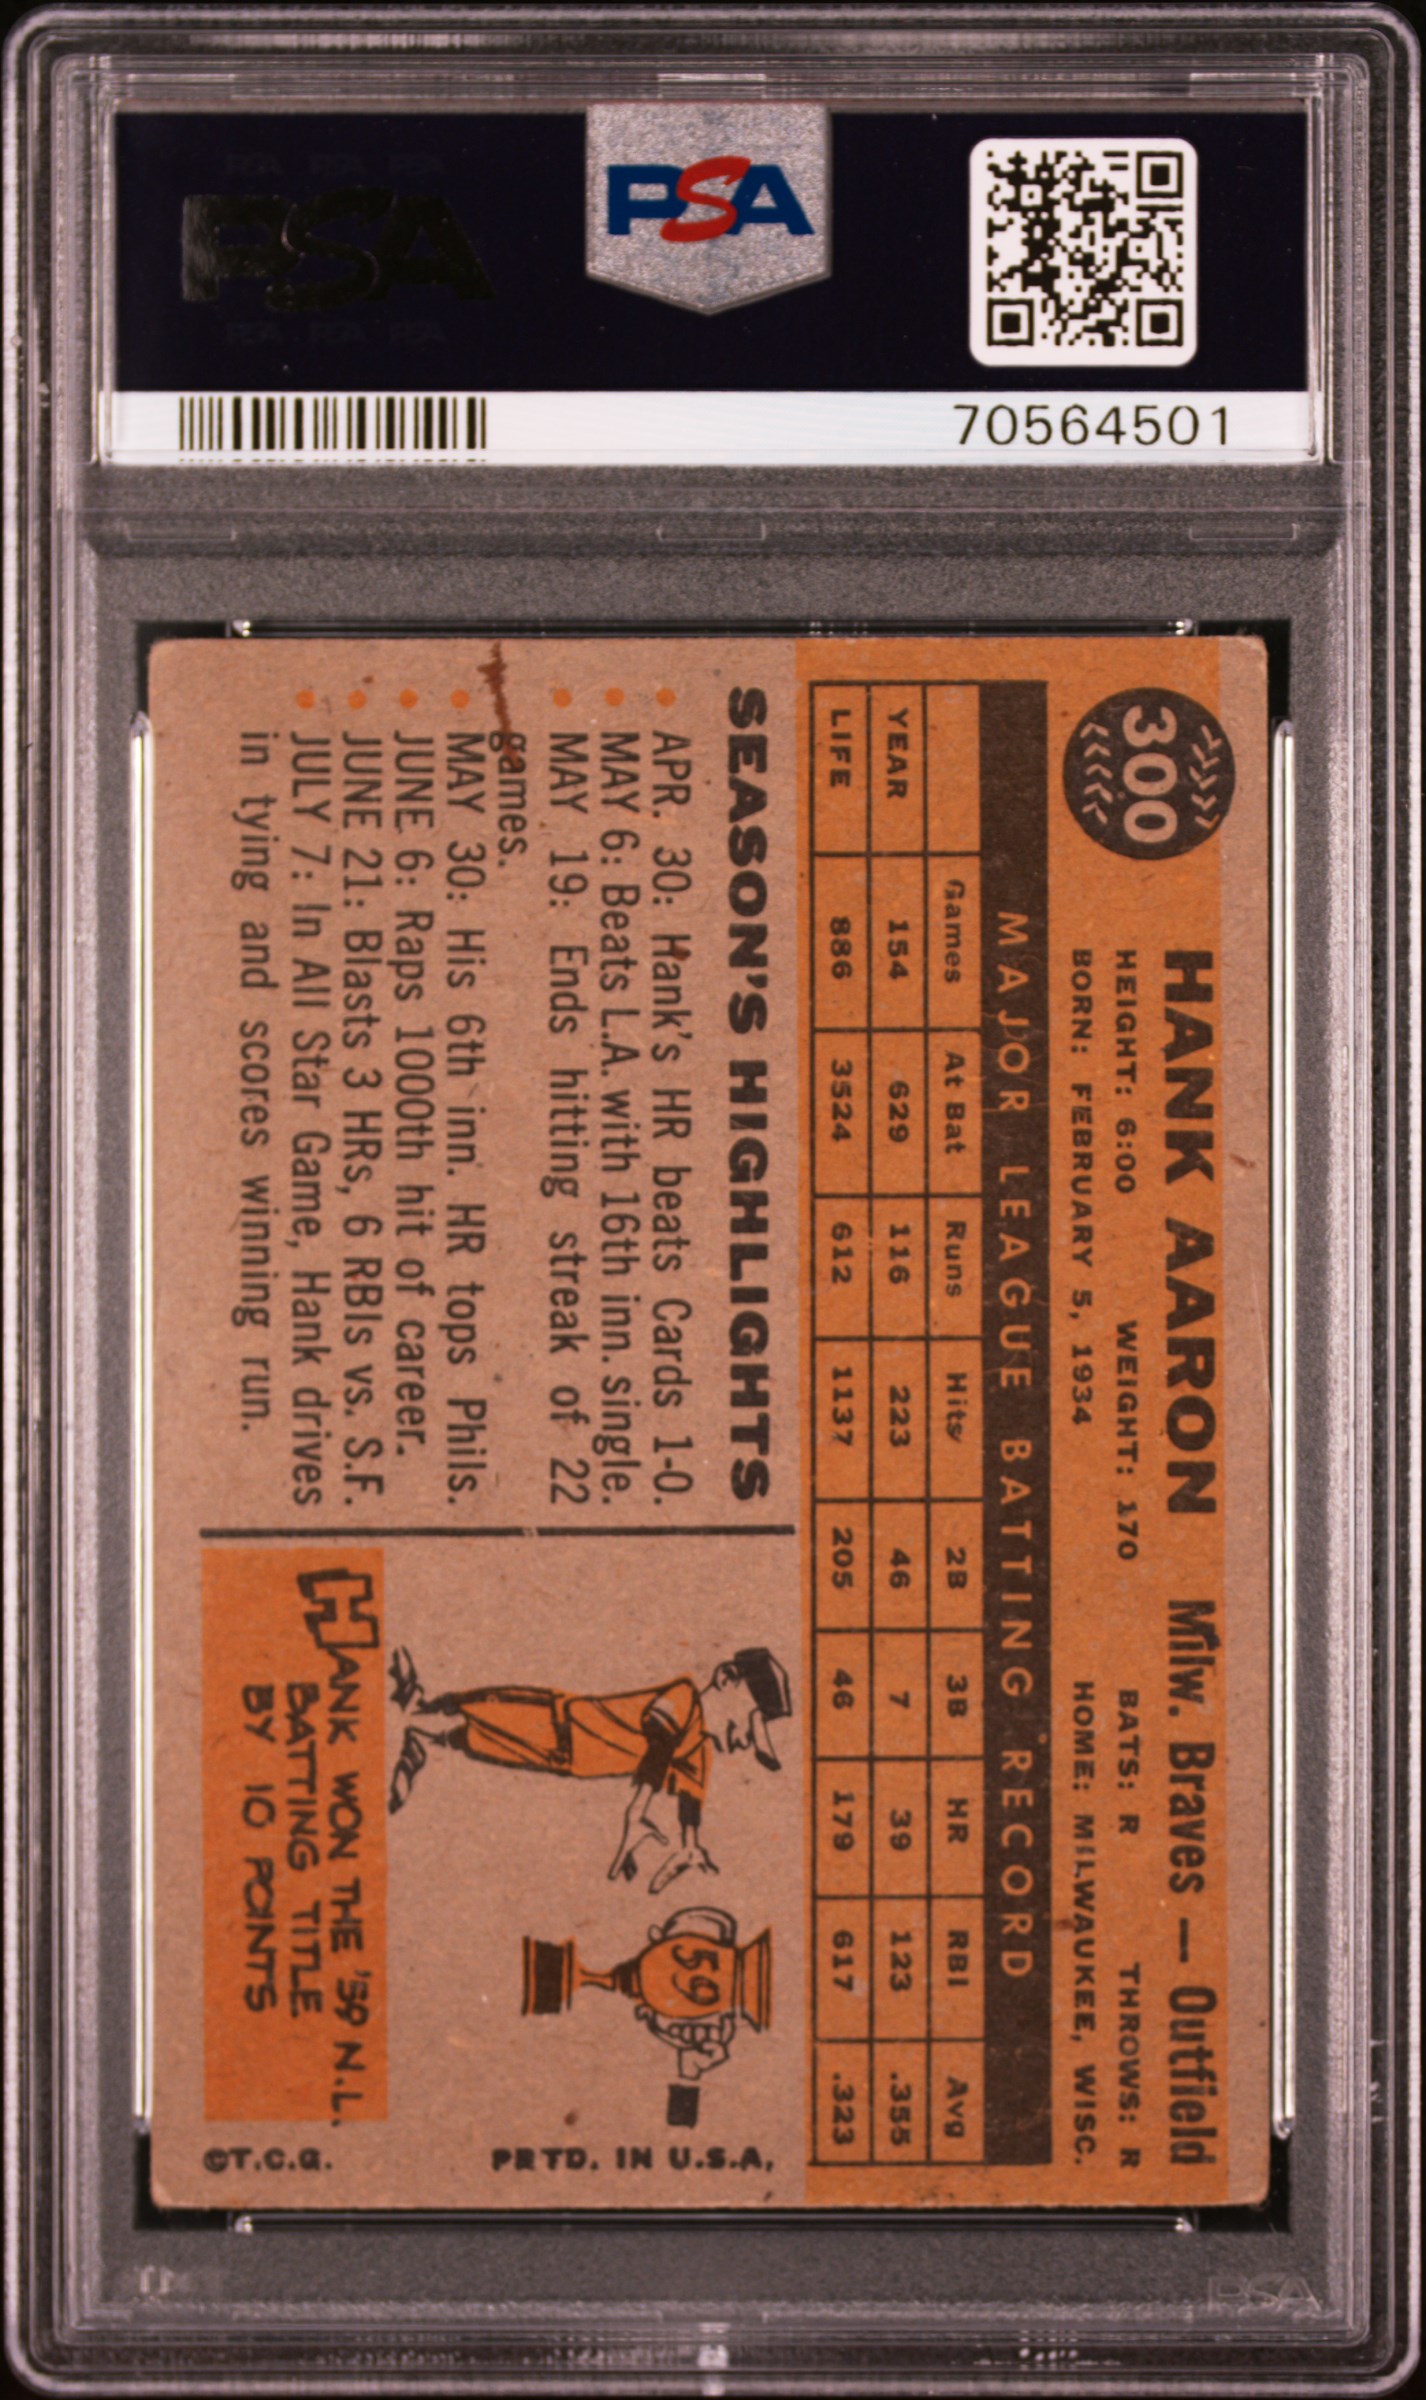 PSA
PSA
70564501
300
HANK AARON Milw. Braves — Outfield
HEIGHT: 6:00 WEIGHT: 170 BATS: R THROWS: R
BORN: FEBRUARY 5, 1934 HOME: MILWAUKEE, WISC.
MAJOR LEAGUE BATTING RECORD
Games At Bat Runs Hits 2B 3B HR RBI Avg
YEAR 154 629 116 223 46 7 39 123 .355
LIFE 886 3524 612 1137 205 46 179 617 .323
SEASON'S HIGHLIGHTS
APR. 30: Hank's HR beats Cards 1-0.
MAY 6: Beats L.A. with 16th inn. single.
MAY 19: Ends hitting streak of 22
games.
MAY 30: His 6th inn. HR tops Phils.
JUNE 6: Raps 1000th hit of career.
JUNE 21: Blasts 3 HRs, 6 RBIs vs. S.F.
JULY 7: In All Star Game, Hank drives
in tying and scores winning run.
59
HANK WON THE '59 N.L.
BATTING TITLE
BY 10 POINTS
©T.C.G. PRTD. IN U.S.A.
PSA